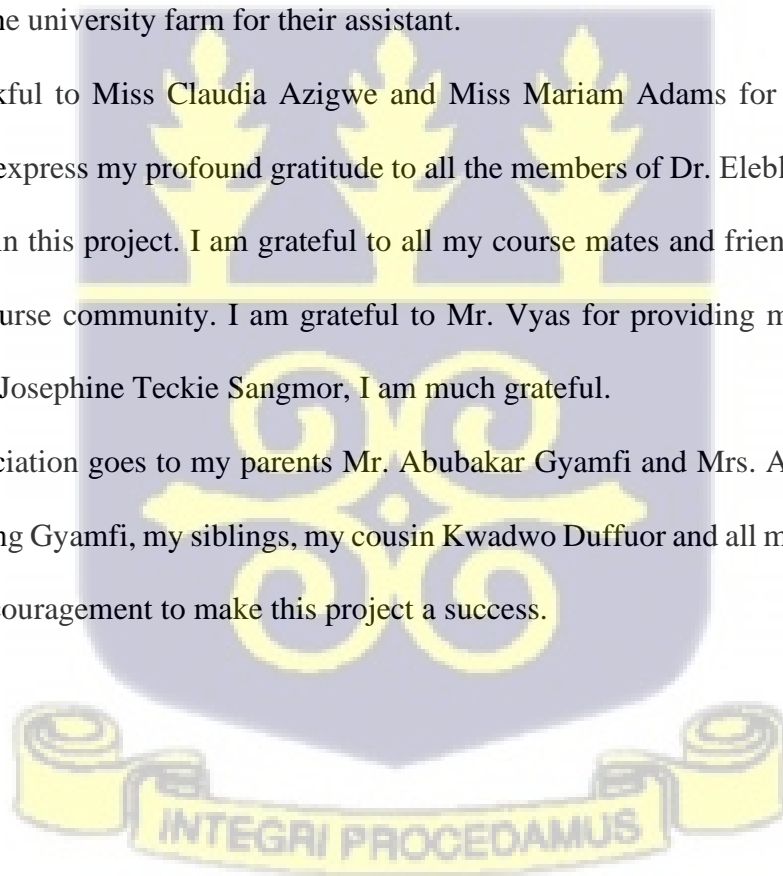 he university farm for their assistant.
kful to Miss Claudia Azigwe and Miss Mariam Adams for
express my profound gratitude to all the members of Dr. Elebl
in this project. I am grateful to all my course mates and frien
urse community. I am grateful to Mr. Vyas for providing m
Josephine Teckie Sangmor, I am much grateful.
ciation goes to my parents Mr. Abubakar Gyamfi and Mrs. A
ng Gyamfi, my siblings, my cousin Kwadwo Duffuor and all m
couragement to make this project a success.
INTEGRI PROCEDAMUS